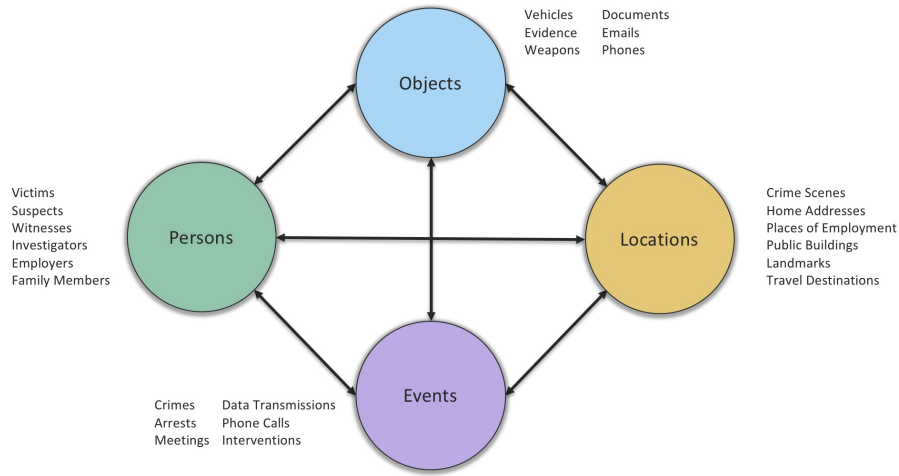 Vehicles Documents
Evidence Emails
Weapons Phones
Objects
Victims
Suspects
Witnesses
Investigators
Employers
Family Members
Persons
Locations
Crime Scenes
Home Addresses
Places of Employment
Public Buildings
Landmarks
Travel Destinations
Events
Crimes Data Transmissions
Arrests Phone Calls
Meetings Interventions